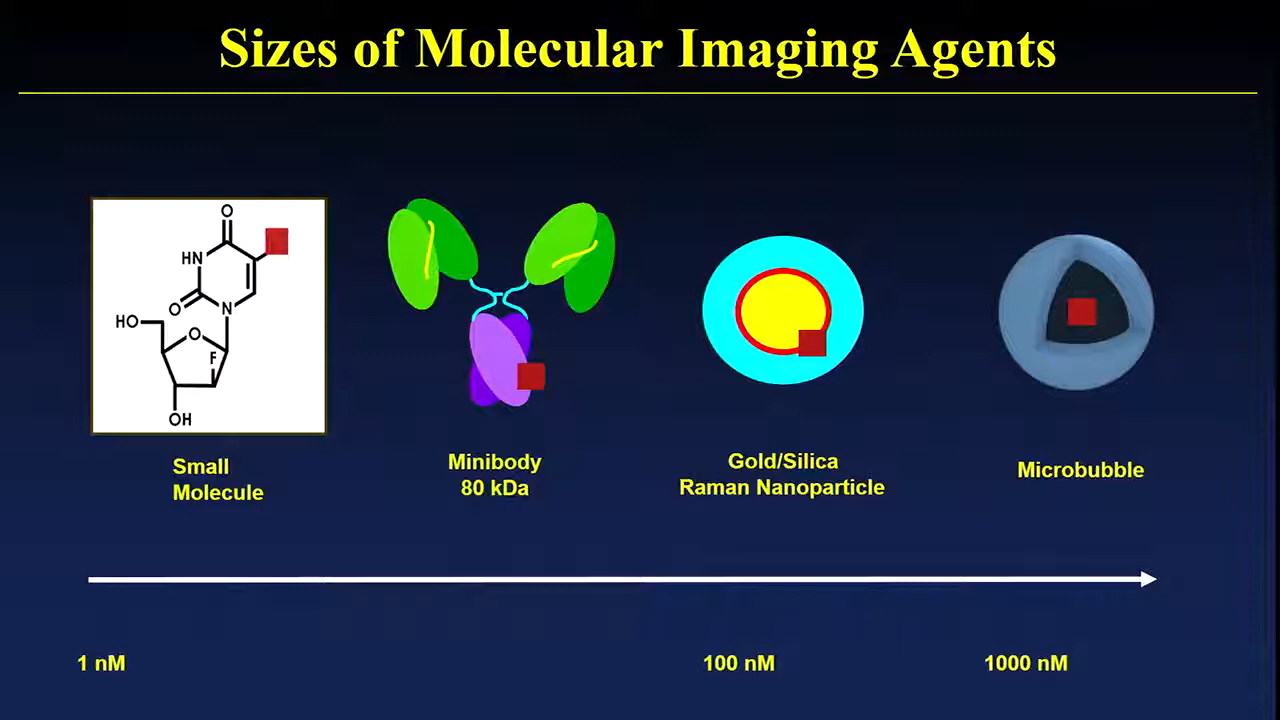 Sizes of Molecular Imaging Agents
O
HN
O
N
HO
O
F
OH
Small
Molecule
Minibody
80 kDa
Gold/Silica
Raman Nanoparticle
Microbubble
1 nM
100 nM
1000 nM